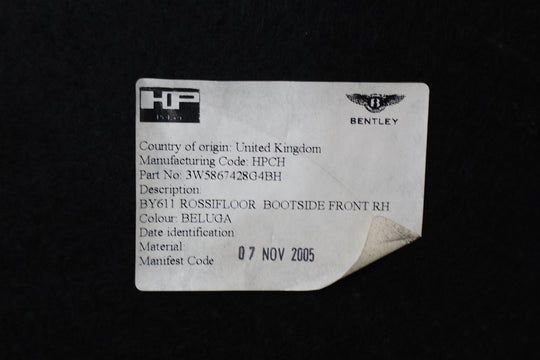 HP
B
BENTLEY
Country of origin: United Kingdom
Manufacturing Code: HPCH
Part No: 3W5867428G4BH
Description:
BY611 ROSSIFLOOR BOOTSIDE FRONT RH
Colour: BELUGA
Date identification
Material:
Manifest Code
07 NOV 2005